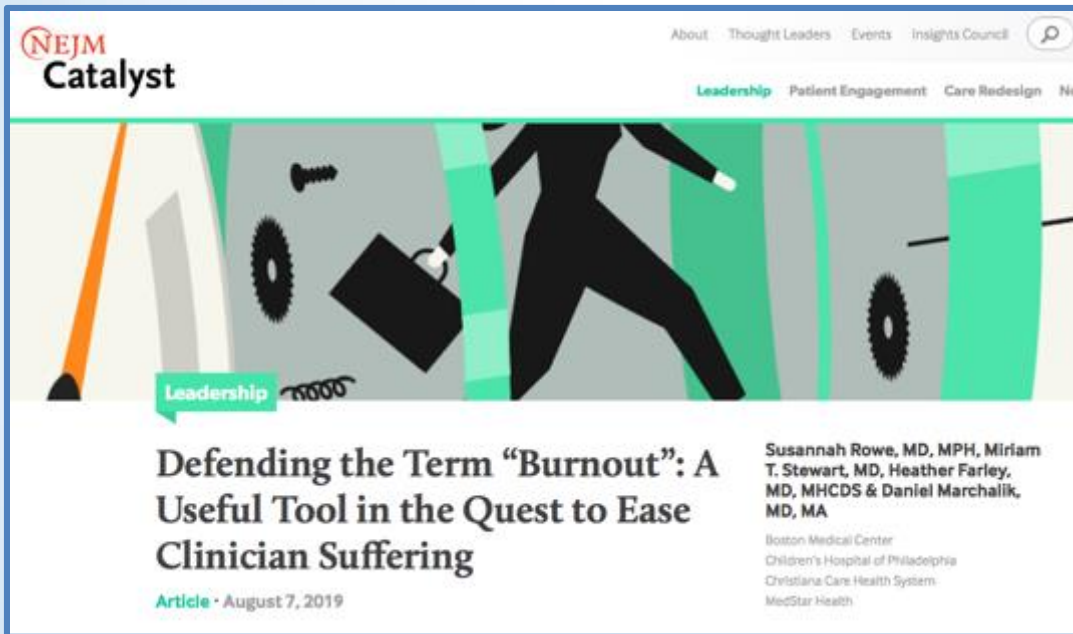 NEJM
Catalyst
About Thought Leaders Events Insights Council
Leadership Patient Engagement Care Redesign
Leadership
Defending the Term “Burnout”: A
Useful Tool in the Quest to Ease
Clinician Suffering
Article · August 7, 2019
Susannah Rowe, MD, MPH, Miriam
T. Stewart, MD, Heather Farley,
MD, MHCDS & Daniel Marchalik,
MD, MA
Boston Medical Center
Children's Hospital of Philadelphia
Christiana Care Health System
MedStar Health